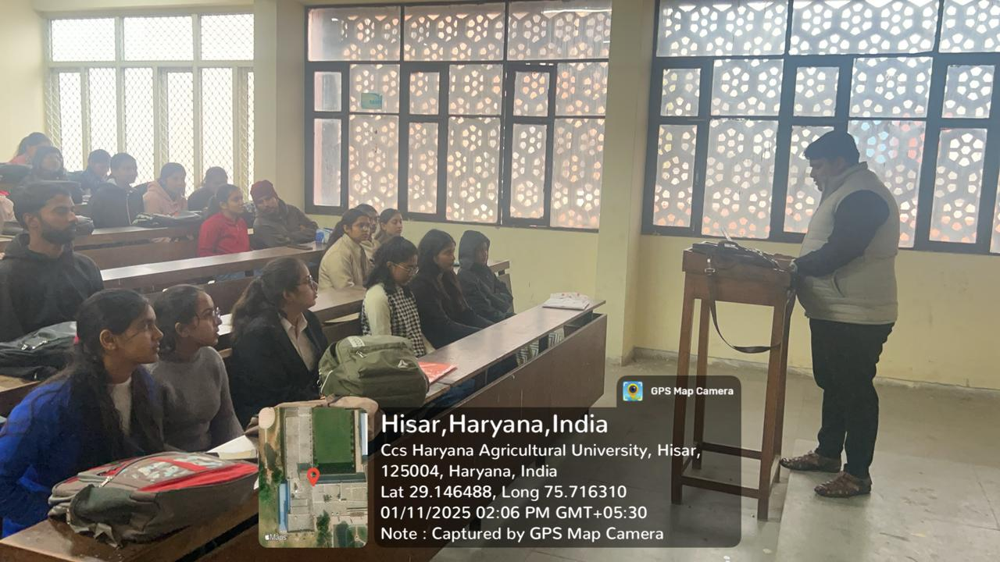 GPS Map Camera
Hisar,Haryana,India
Ccs Haryana Agricultural University, Hisar,
125004, Haryana, India
Lat 29.146488, Long 75.716310
01/11/2025 02:06 PM GMT+05:30
Note : Captured by GPS Map Camera
Maps